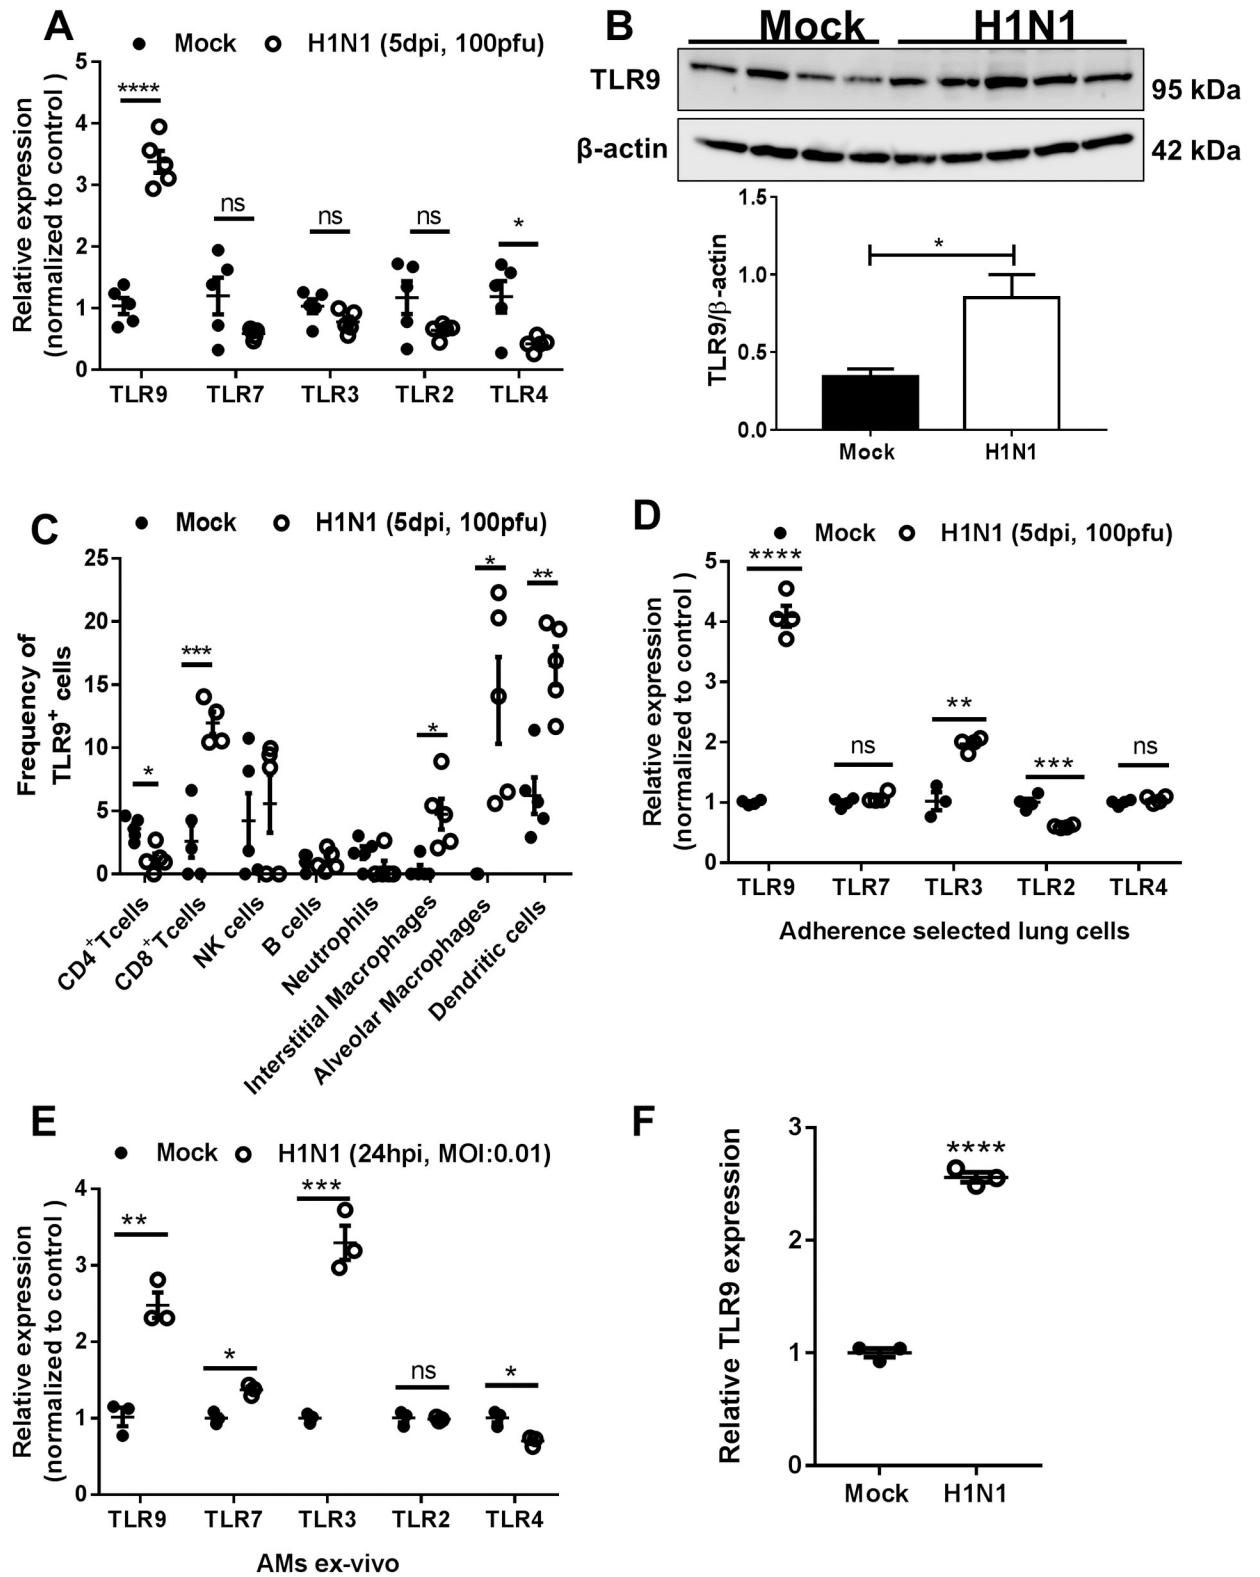 A
Mock H1N1 (5dpi, 100pfu)
Relative expression
(normalized to control )
5
4
3
2
1
0
****
ns
ns
ns
*
TLR9 TLR7 TLR3 TLR2 TLR4
B
Mock H1N1
TLR9
95 kDa
β-actin
42 kDa
TLR9/β-actin
1.5
1.0
0.5
0.0
*
Mock H1N1
C
Mock H1N1 (5dpi, 100pfu)
Frequency of
TLR9+ cells
25
20
15
10
5
0
*
***
*
*
**
CD4+Tcells
CD8+Tcells
NK cells
B cells
Neutrophils
Interstitial Macrophages
Alveolar Macrophages
Dendritic cells
D
Mock H1N1 (5dpi, 100pfu)
Relative expression
(normalized to control )
5
4
3
2
1
0
****
ns
**
***
ns
TLR9 TLR7 TLR3 TLR2 TLR4
Adherence selected lung cells
E
Mock H1N1 (24hpi, MOI:0.01)
Relative expression
(normalized to control )
4
3
2
1
0
**
*
***
ns
*
TLR9 TLR7 TLR3 TLR2 TLR4
AMs ex-vivo
F
Relative TLR9 expression
3
2
1
0
****
Mock H1N1